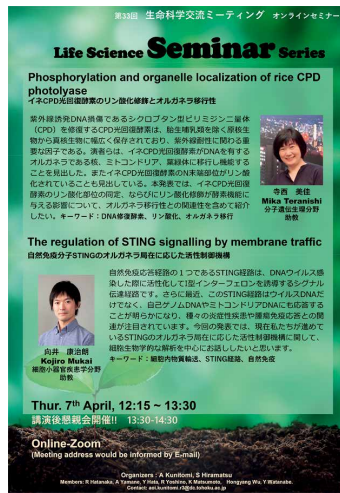 第33回 生命科学交流ミーティング オンラインセミナー
Life Science Seminar Series
Phosphorylation and organelle localization of rice CPD
photolyase
イネCPD光回復酵素のリン酸化修飾とオルガネラ移行性
紫外線誘発DNA損傷であるシクロブタン型ピリミジン二量体
（CPD）を修復するCPD光回復酵素は、胎生哺乳類を除く原核生
物から真核生物に幅広く保存されており、紫外線耐性に関わる重
要な因子である。演者らは、イネCPD光回復酵素がDNAを有する
オルガネラである核、ミトコンドリア、葉緑体に移行し機能する
ことを見出した。またイネCPD光回復酵素のN末端部位がリン酸
化されていることも見出している。本発表では、イネCPD光回復
酵素のリン酸化部位の同定、ならびにリン酸化修飾が酵素機能に
与える影響について、オルガネラ移行性との関連性を含めて紹介
したい。キーワード：DNA修復酵素、リン酸化、オルガネラ移行
寺西 美佳
Mika Teranishi
分子遺伝生理分野
助教
The regulation of STING signalling by membrane traffic
自然免疫分子STINGのオルガネラ局在に応じた活性制御機構
自然免疫応答経路の１つであるSTING経路は、DNAウイルス感
染した際に活性化してI型インターフェロンを誘導するシグナル
伝達経路です。さらに最近、このSTING経路はウイルスDNAだ
けでなく、自己ゲノムDNAやミトコンドリアDNAにも応答する
ことが明らかになり、種々の炎症性疾患や腫瘍免疫応答との関
連が注目されています。今回の発表では、現在私たちが進めて
いるSTINGのオルガネラ局在に応じた活性制御機構に関して、
細胞生物学的な解析を中心にお話ししたいと思います。
キーワード：細胞内物質輸送、STING経路、自然免疫
向井 康治朗
Kojiro Mukai
細胞小器官疾患学分野
助教
Thur. 7th April, 12:15 ~ 13:30
講演後懇親会開催!! 13:30-14:30
Online-Zoom
(Meeting address would be informed by E-mail)
Organizers : A Kunitomi, S Hiramatsu
Members: R Hatanaka, A Yamane, Y Hata, R Yoshino, K Matsumoto, Hongyang Wu, Y.Watanabe.
Contact: aoi.kunitomi.r3@dc.tohoku.ac.jp